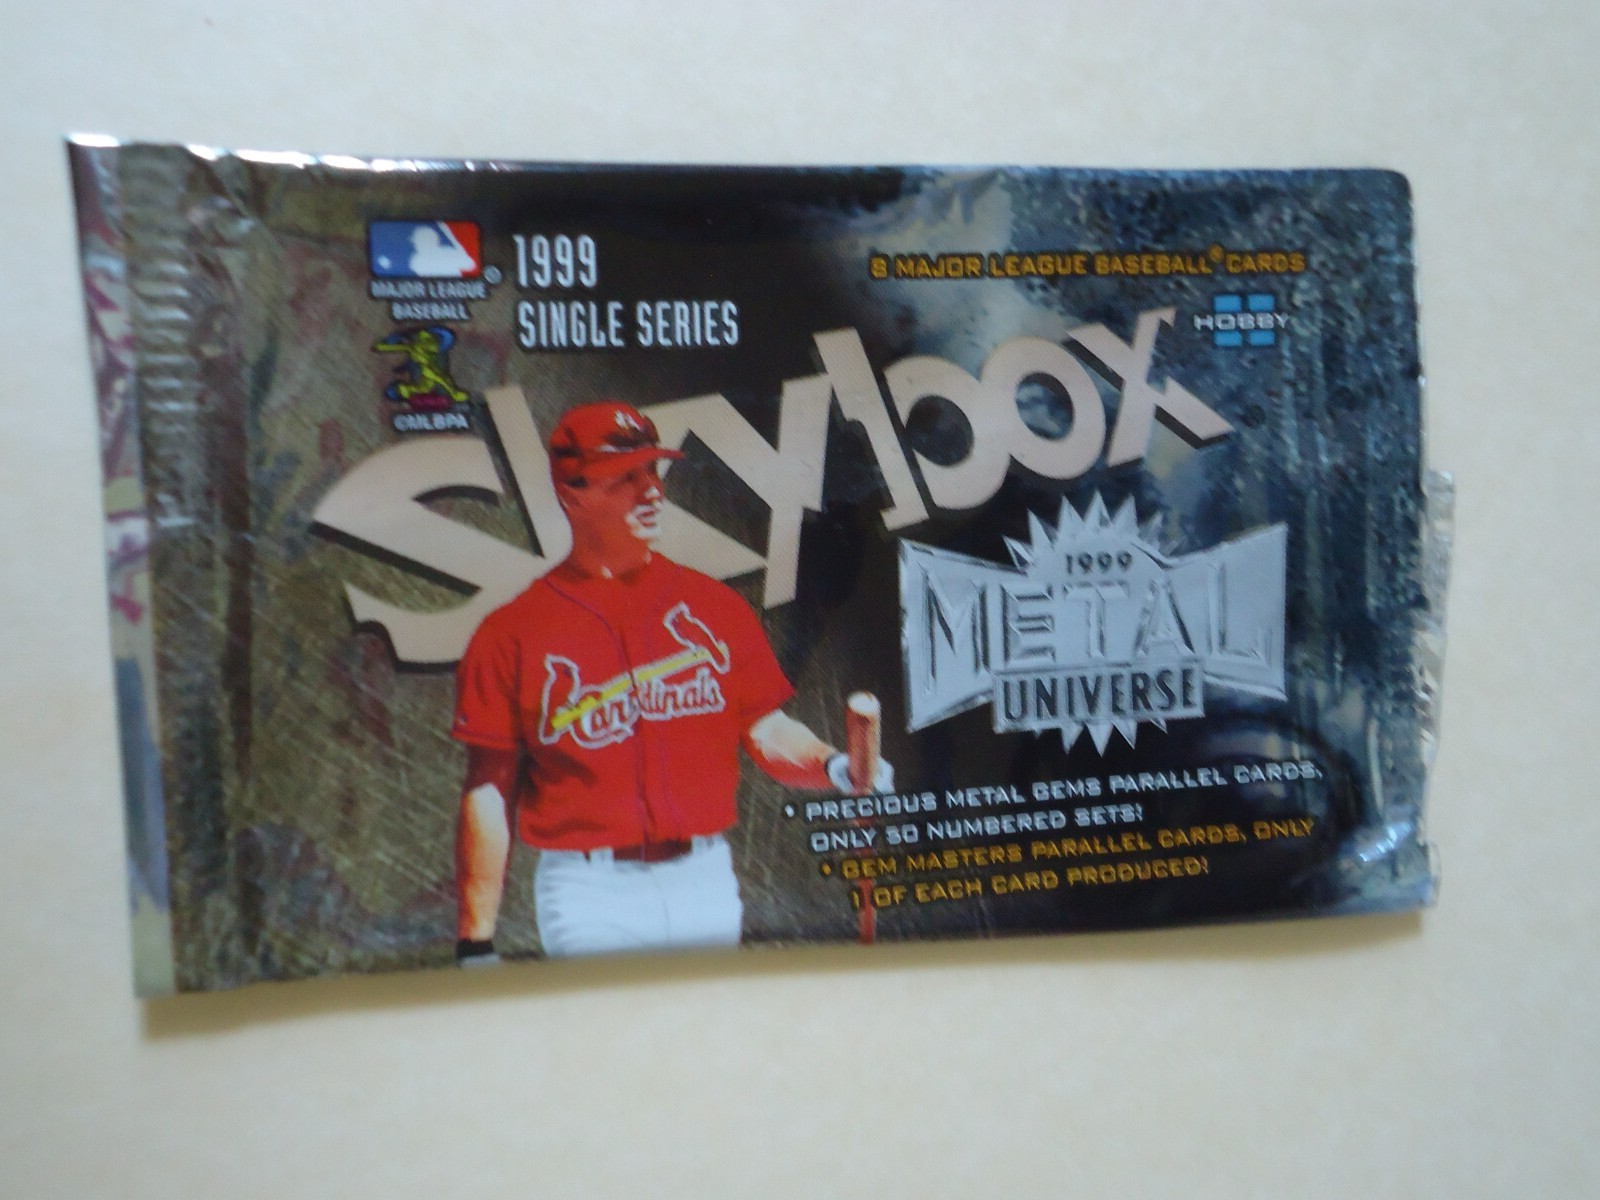 MAJOR LEAGUE
BASEBALL
©MLBPA
1999
SINGLE SERIES
8 MAJOR LEAGUE BASEBALL® CARDS
HOBBY
Skybox
Cardinals
1999
METAL
UNIVERSE
• PRECIOUS METAL GEMS PARALLEL CARDS,
ONLY 50 NUMBERED SETS!
• GEM MASTERS PARALLEL CARDS, ONLY
1 OF EACH CARD PRODUCED!